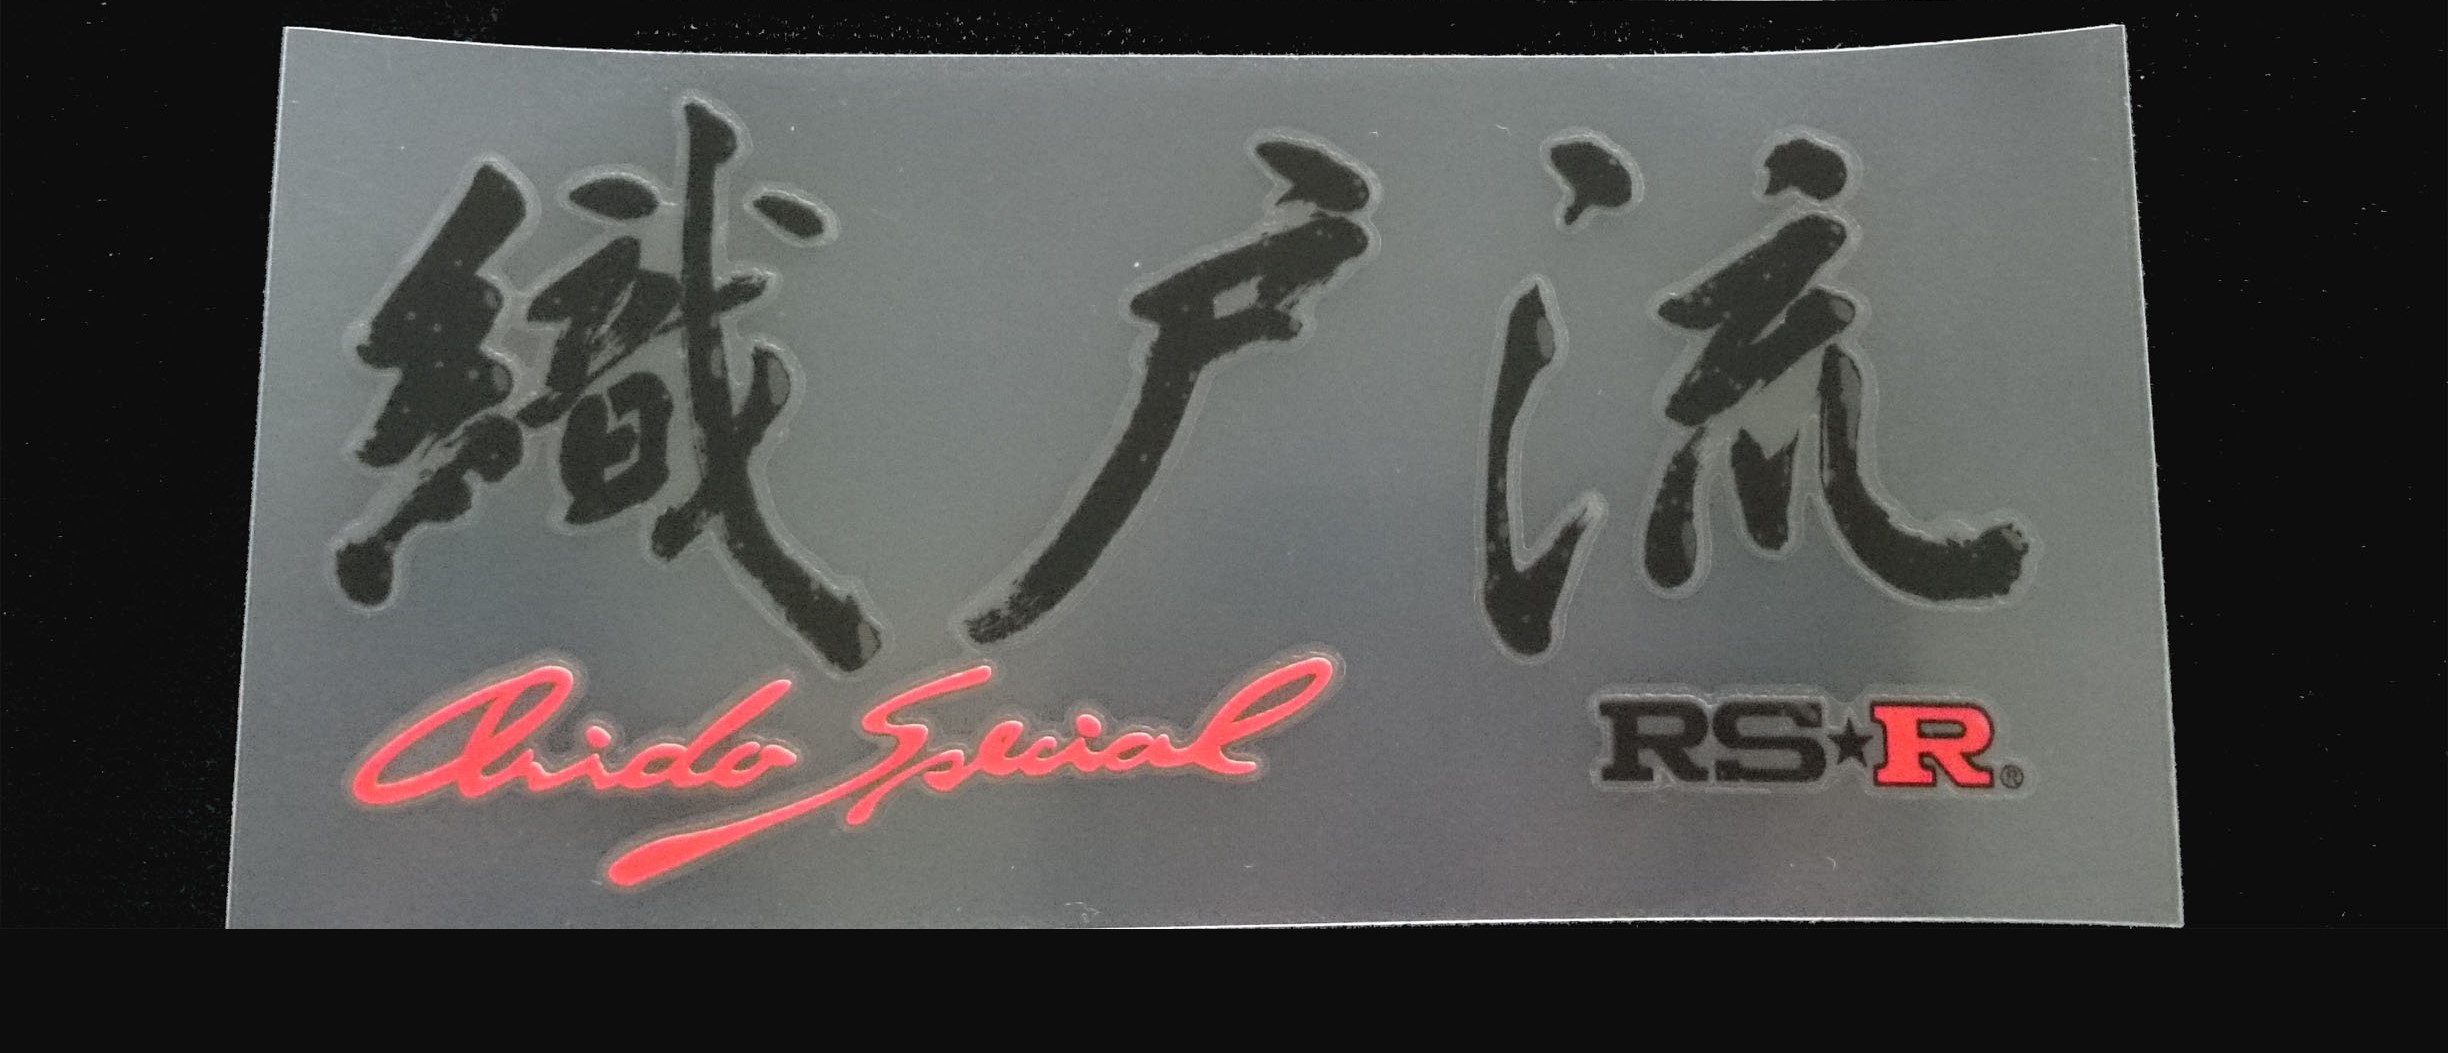 織戸流
Orido Special
RS★R®